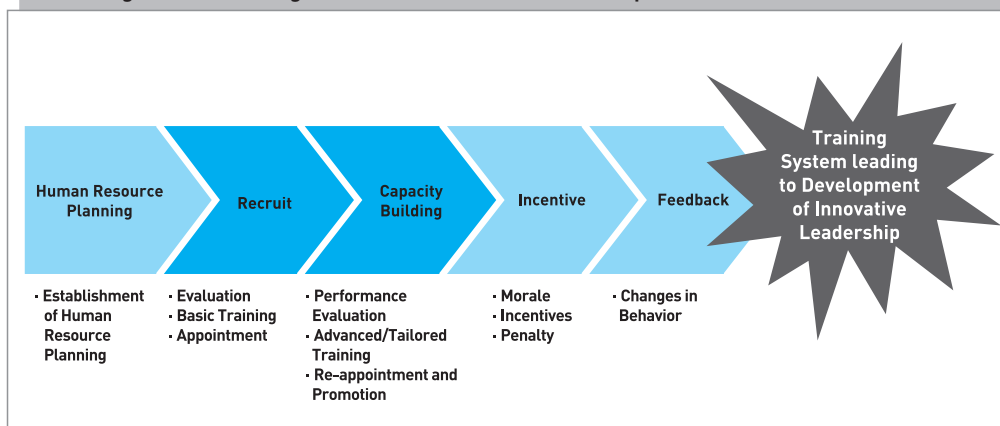 Human Resource
Planning
Recruit
Capacity
Building
Incentive
Feedback
Training
System leading
to Development
of Innovative
Leadership
· Establishment
of Human
Resource
Planning
· Evaluation
· Basic Training
· Appointment
· Performance
Evaluation
· Advanced/Tailored
Training
· Re-appointment and
Promotion
· Morale
· Incentives
· Penalty
· Changes in
Behavior